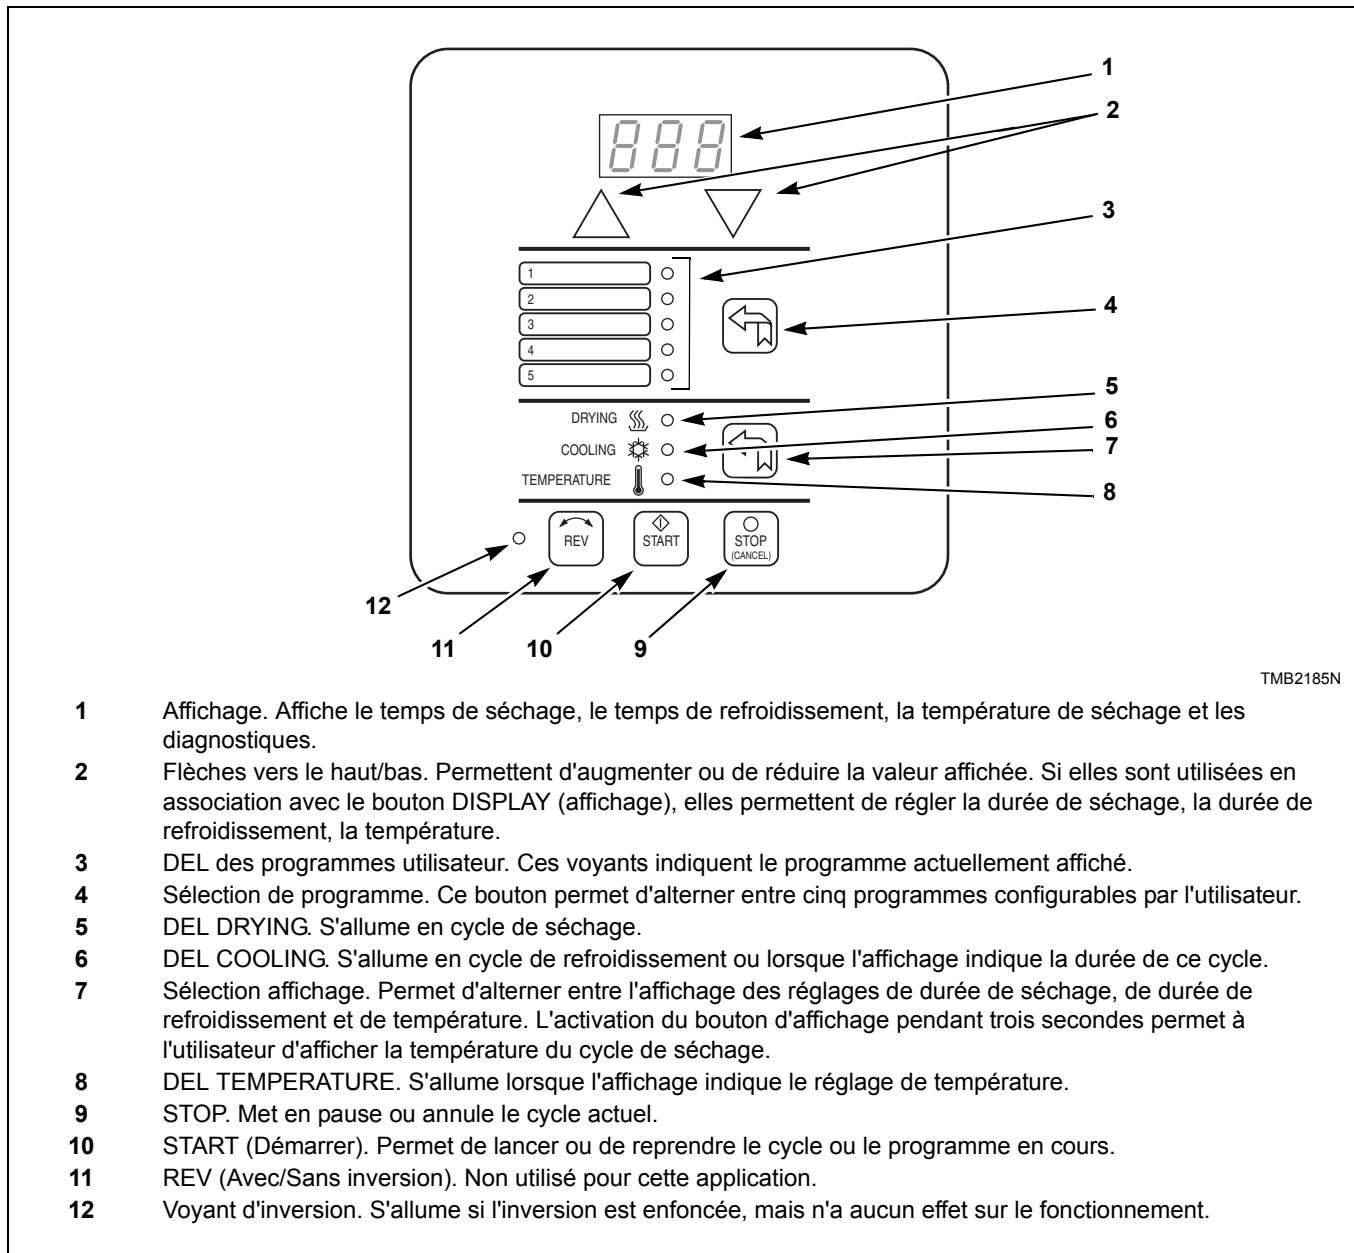 1
888
2
3
1
2
4
3
4
5
5
DRYING
6
COOLING
7
TEMPERATURE
8
REV
START
STOP
(CANCEL)
12
11
10
9
TMB2185N
1 Affichage. Affiche le temps de séchage, le temps de refroidissement, la température de séchage et les
diagnostiques.
2 Flèches vers le haut/bas. Permettent d'augmenter ou de réduire la valeur affichée. Si elles sont utilisées en
association avec le bouton DISPLAY (affichage), elles permettent de régler la durée de séchage, la durée de
refroidissement, la température.
3 DEL des programmes utilisateur. Ces voyants indiquent le programme actuellement affiché.
4 Sélection de programme. Ce bouton permet d'alterner entre cinq programmes configurables par l'utilisateur.
5 DEL DRYING. S'allume en cycle de séchage.
6 DEL COOLING. S'allume en cycle de refroidissement ou lorsque l'affichage indique la durée de ce cycle.
7 Sélection affichage. Permet d'alterner entre l'affichage des réglages de durée de séchage, de durée de
refroidissement et de température. L'activation du bouton d'affichage pendant trois secondes permet à
l'utilisateur d'afficher la température du cycle de séchage.
8 DEL TEMPERATURE. S'allume lorsque l'affichage indique le réglage de température.
9 STOP. Met en pause ou annule le cycle actuel.
10 START (Démarrer). Permet de lancer ou de reprendre le cycle ou le programme en cours.
11 REV (Avec/Sans inversion). Non utilisé pour cette application.
12 Voyant d'inversion. S'allume si l'inversion est enfoncée, mais n'a aucun effet sur le fonctionnement.